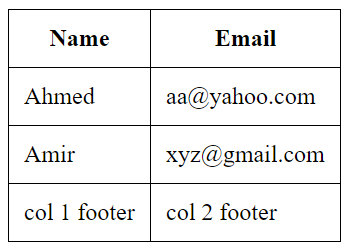 Name Email
Ahmed aa@yahoo.com
Amir xyz@gmail.com
col 1 footer col 2 footer